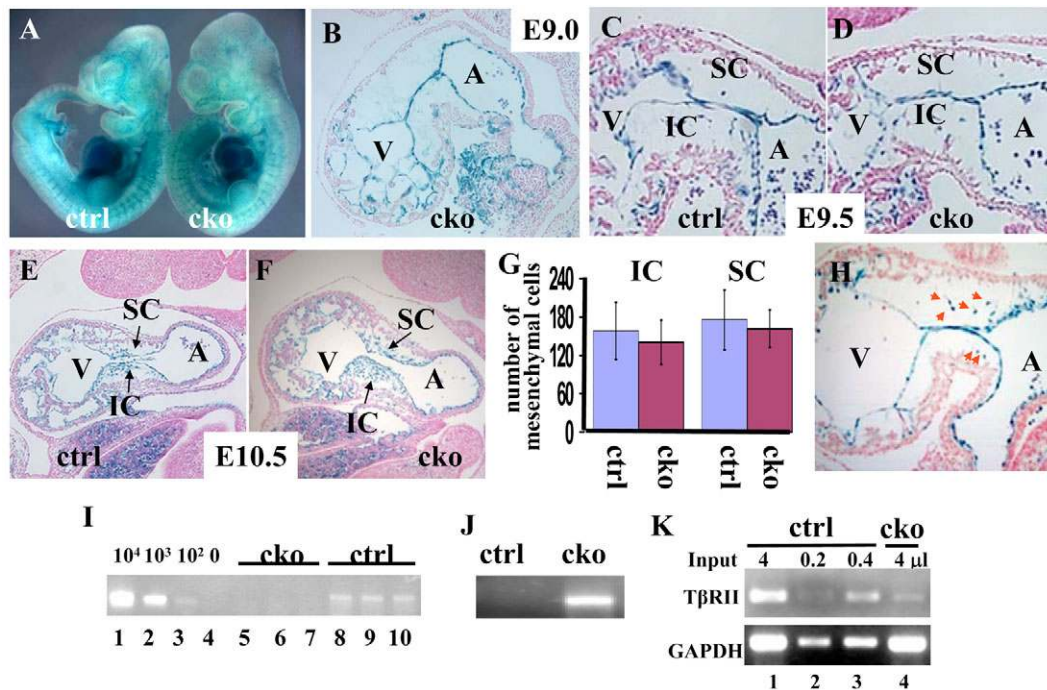 A
ctrl
cko
B
E9.0
A
V
cko
C
SC
V
IC
A
ctrl
D
SC
V
IC
A
cko
E9.5
E
SC
V
A
IC
ctrl
E10.5
F
SC
V
A
IC
cko
G
number of
mesenchymal cells
240
180
120
60
0
IC
SC
ctrl
cko
ctrl
cko
H
V
A
I
10⁴ 10³ 10² 0 cko ctrl
1 2 3 4 5 6 7 8 9 10
J
ctrl cko
K
ctrl cko
Input 4 0.2 0.4 4 μl
TβRII
GAPDH
1 2 3 4